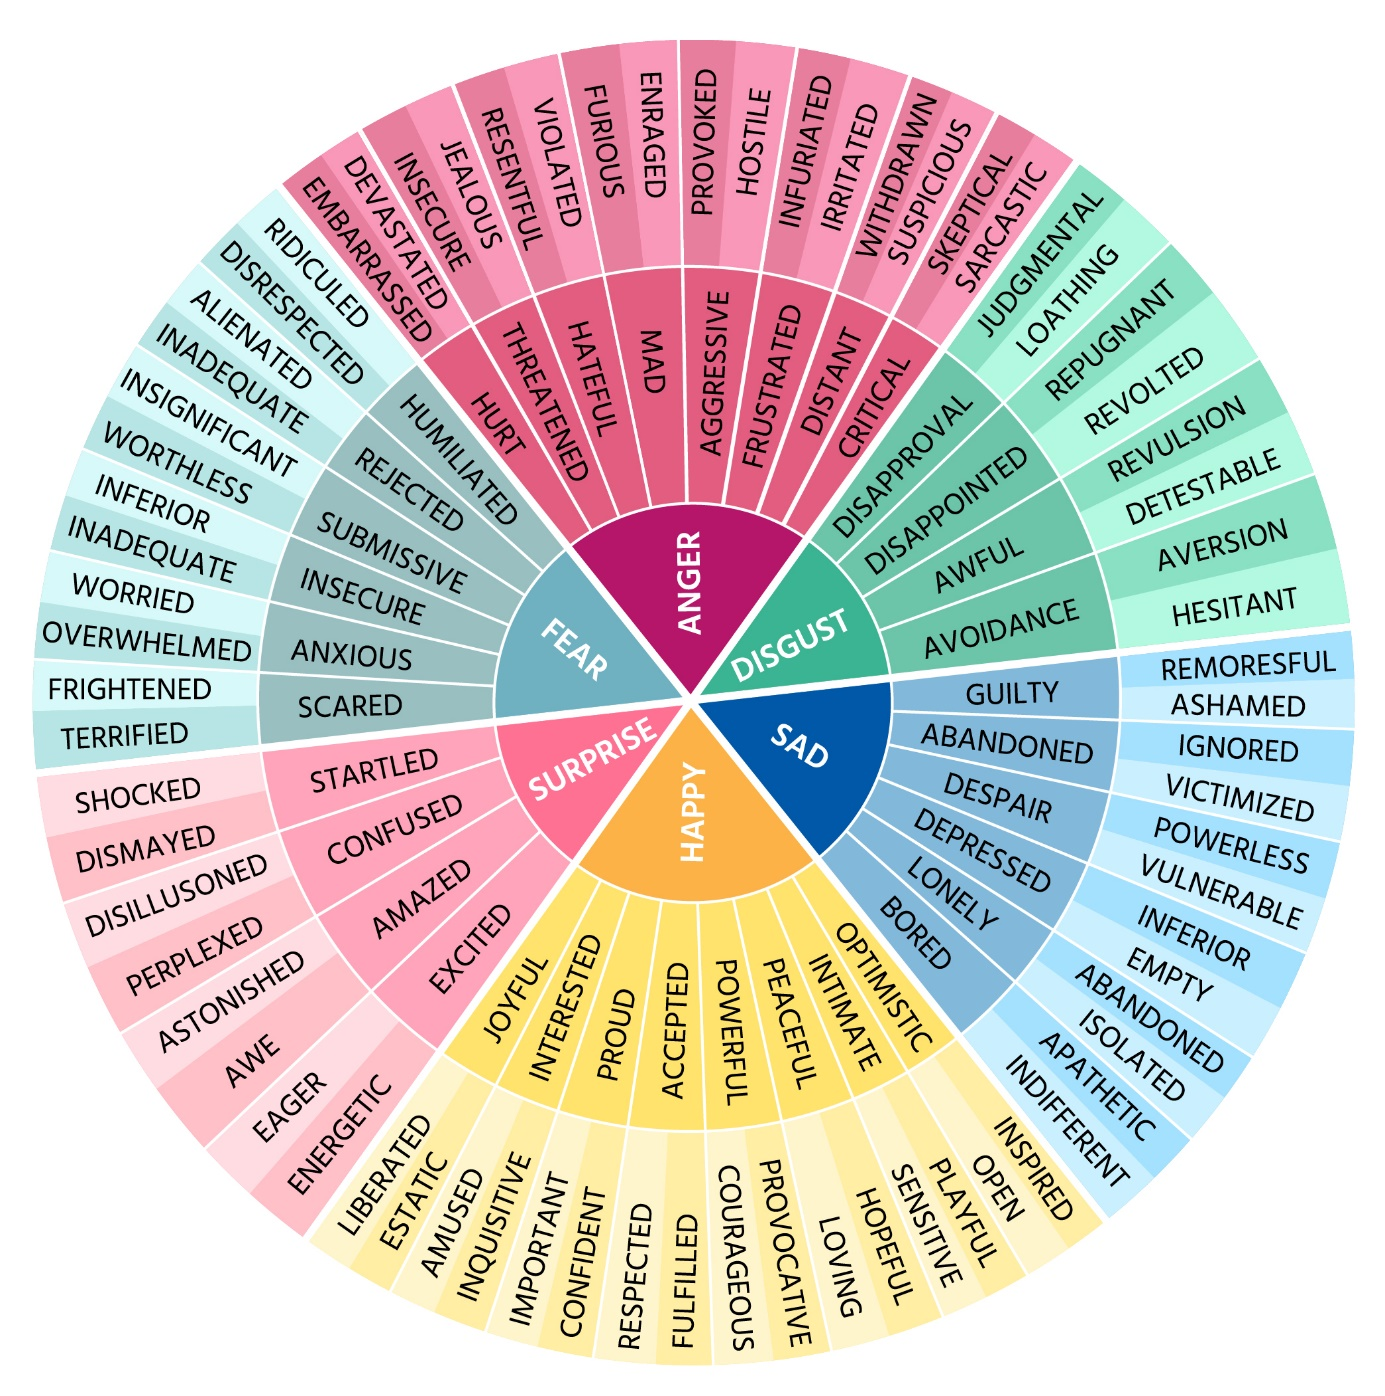 ANGER
HURT
EMBARRASSED
DEVASTATED
THREATENED
INSECURE
JEALOUS
HATEFUL
RESENTFUL
VIOLATED
MAD
FURIOUS
ENRAGED
AGGRESSIVE
PROVOKED
HOSTILE
FRUSTRATED
INFURIATED
IRRITATED
DISTANT
WITHDRAWN
SUSPICIOUS
CRITICAL
SKEPTICAL
SARCASTIC
DISGUST
DISAPPROVAL
JUDGMENTAL
LOATHING
DISAPPOINTED
REPUGNANT
REVOLTED
AWFUL
REVULSION
DETESTABLE
AVOIDANCE
AVERSION
HESITANT
SAD
GUILTY
REMORESFUL
ASHAMED
ABANDONED
IGNORED
VICTIMIZED
DESPAIR
POWERLESS
VULNERABLE
DEPRESSED
INFERIOR
EMPTY
LONELY
ABANDONED
ISOLATED
BORED
APATHETIC
INDIFFERENT
HAPPY
OPTIMISTIC
INSPIRED
OPEN
INTIMATE
PLAYFUL
SENSITIVE
PEACEFUL
HOPEFUL
LOVING
POWERFUL
PROVOCATIVE
COURAGEOUS
ACCEPTED
FULFILLED
RESPECTED
PROUD
CONFIDENT
IMPORTANT
INTERESTED
INQUISITIVE
AMUSED
JOYFUL
ESTATIC
LIBERATED
SURPRISE
EXCITED
ENERGETIC
EAGER
AMAZED
AWE
ASTONISHED
CONFUSED
PERPLEXED
DISILLUSONED
STARTLED
DISMAYED
SHOCKED
FEAR
SCARED
TERRIFIED
FRIGHTENED
ANXIOUS
OVERWHELMED
WORRIED
INSECURE
INADEQUATE
INFERIOR
SUBMISSIVE
WORTHLESS
INSIGNIFICANT
REJECTED
INADEQUATE
ALIENATED
HUMILIATED
DISRESPECTED
RIDICULED